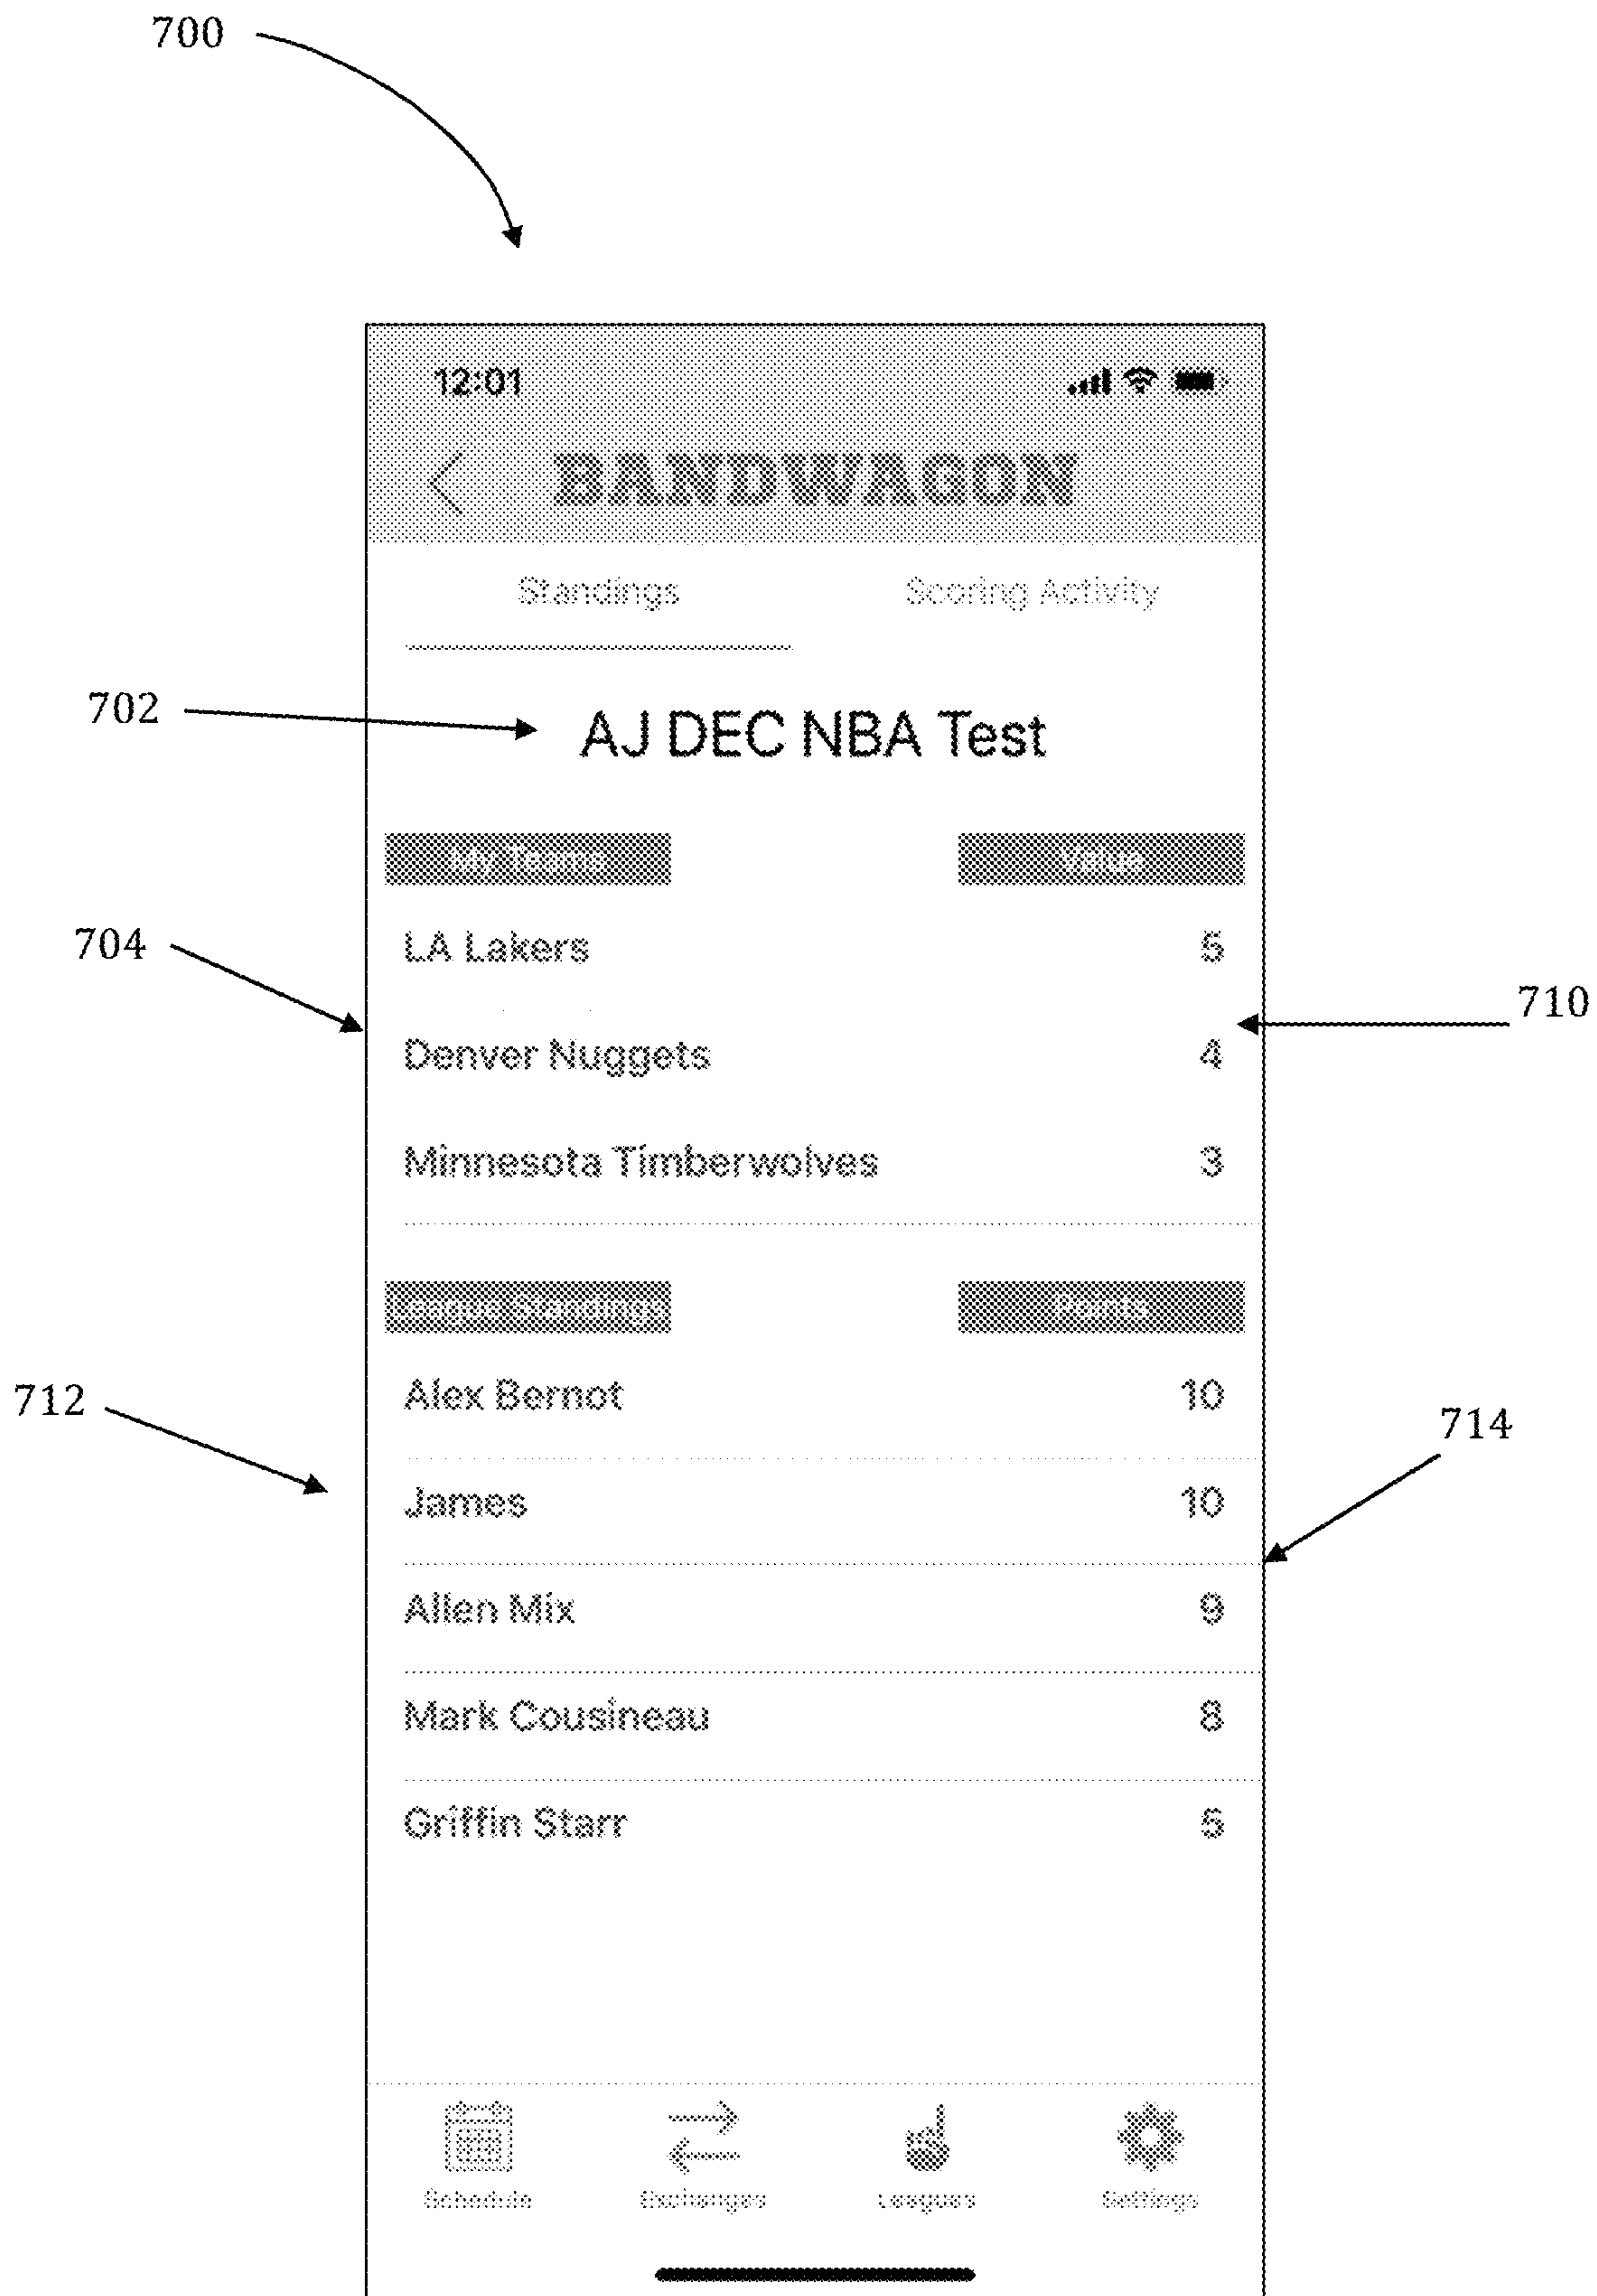 700
12:01
BANDWAGON
Standings Scoring Activity
702
AJ DEC NBA Test
My Teams Value
704
LA Lakers 5
710
Denver Nuggets 4
Minnesota Timberwolves 3
League Standings Points
712
Alex Bernot 10
714
James 10
Allen Mix 9
Mark Cousineau 8
Griffin Starr 5
Schedule Exchanges Leagues Settings